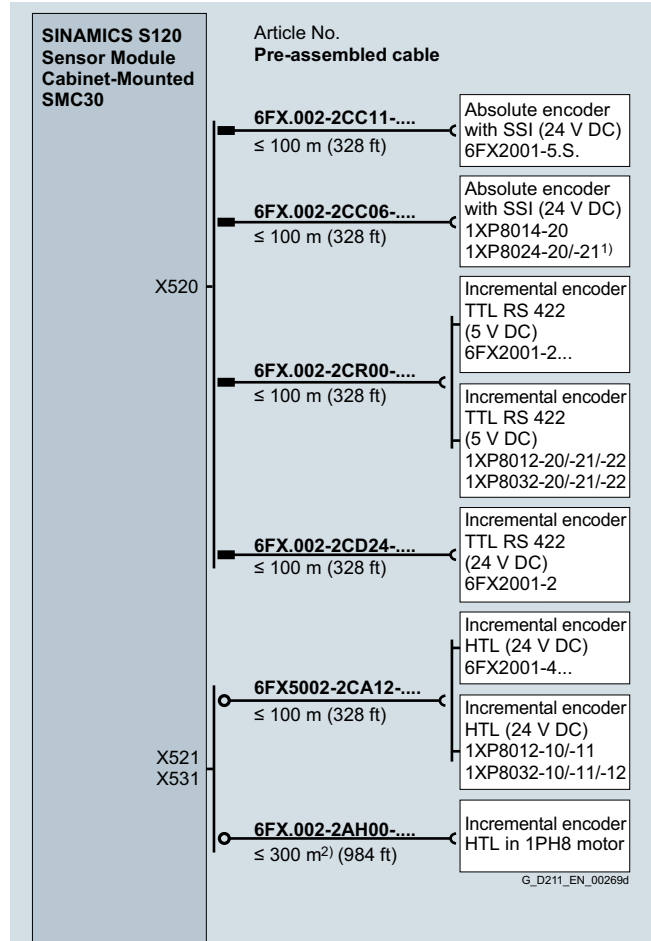 SINAMICS S120
Sensor Module
Cabinet-Mounted
SMC30
Article No.
Pre-assembled cable
X520
6FX.002-2CC11-....
≤ 100 m (328 ft)
Absolute encoder
with SSI (24 V DC)
6FX2001-5.S.
6FX.002-2CC06-....
≤ 100 m (328 ft)
Absolute encoder
with SSI (24 V DC)
1XP8014-20
1XP8024-20/-21¹⁾
6FX.002-2CR00-....
≤ 100 m (328 ft)
Incremental encoder
TTL RS 422
(5 V DC)
6FX2001-2...
Incremental encoder
TTL RS 422
(5 V DC)
1XP8012-20/-21/-22
1XP8032-20/-21/-22
6FX.002-2CD24-....
≤ 100 m (328 ft)
Incremental encoder
TTL RS 422
(24 V DC)
6FX2001-2
X521
X531
6FX5002-2CA12-....
≤ 100 m (328 ft)
Incremental encoder
HTL (24 V DC)
6FX2001-4...
Incremental encoder
HTL (24 V DC)
1XP8012-10/-11
1XP8032-10/-11/-12
6FX.002-2AH00-....
≤ 300 m²⁾ (984 ft)
Incremental encoder
HTL in 1PH8 motor
G_D211_EN_00269d